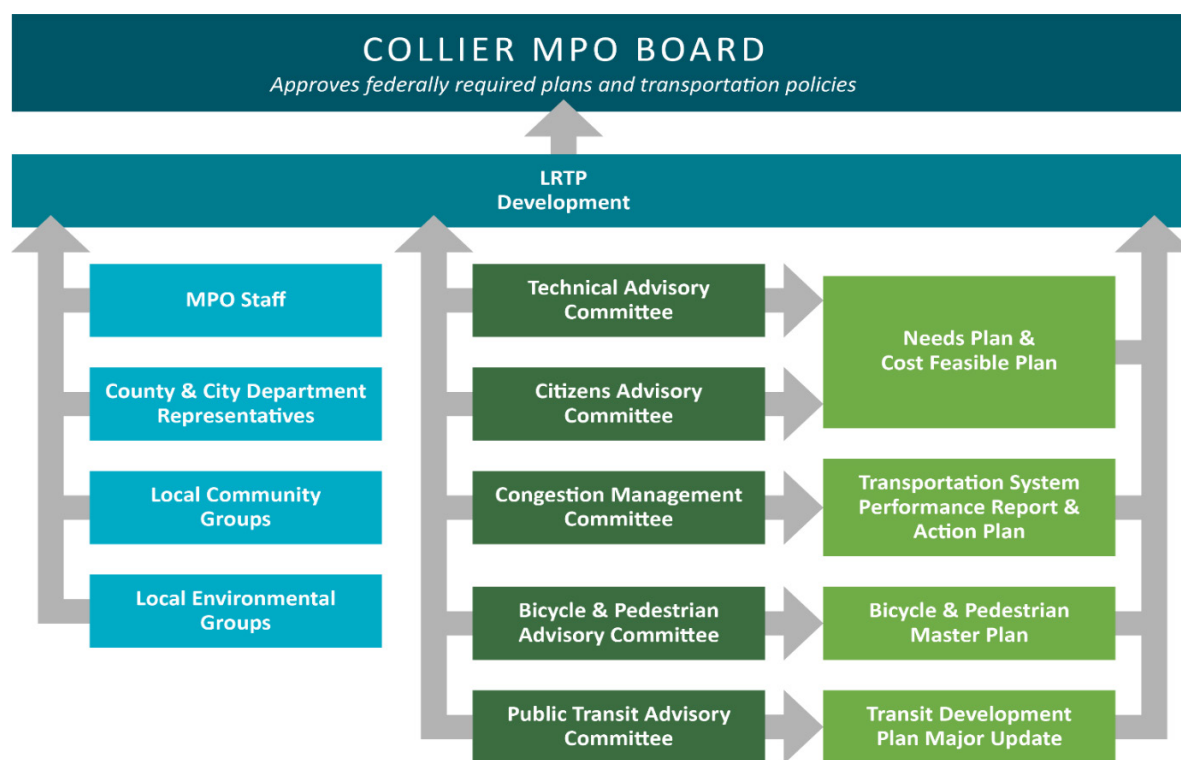 COLLIER MPO BOARD
Approves federally required plans and transportation policies
LRTP
Development
MPO Staff
County & City Department
Representatives
Local Community
Groups
Local Environmental
Groups
Technical Advisory
Committee
Citizens Advisory
Committee
Congestion Management
Committee
Bicycle & Pedestrian
Advisory Committee
Public Transit Advisory
Committee
Needs Plan &
Cost Feasible Plan
Transportation System
Performance Report &
Action Plan
Bicycle & Pedestrian
Master Plan
Transit Development
Plan Major Update